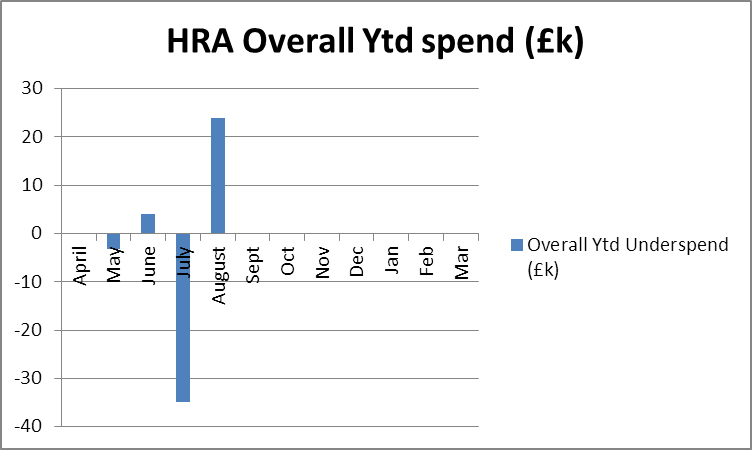 HRA Overall Ytd spend (£k)
30
20
10
0
-10
-20
-30
-40
April
May
June
July
August
Sept
Oct
Nov
Dec
Jan
Feb
Mar
Overall Ytd Underspend
(£k)